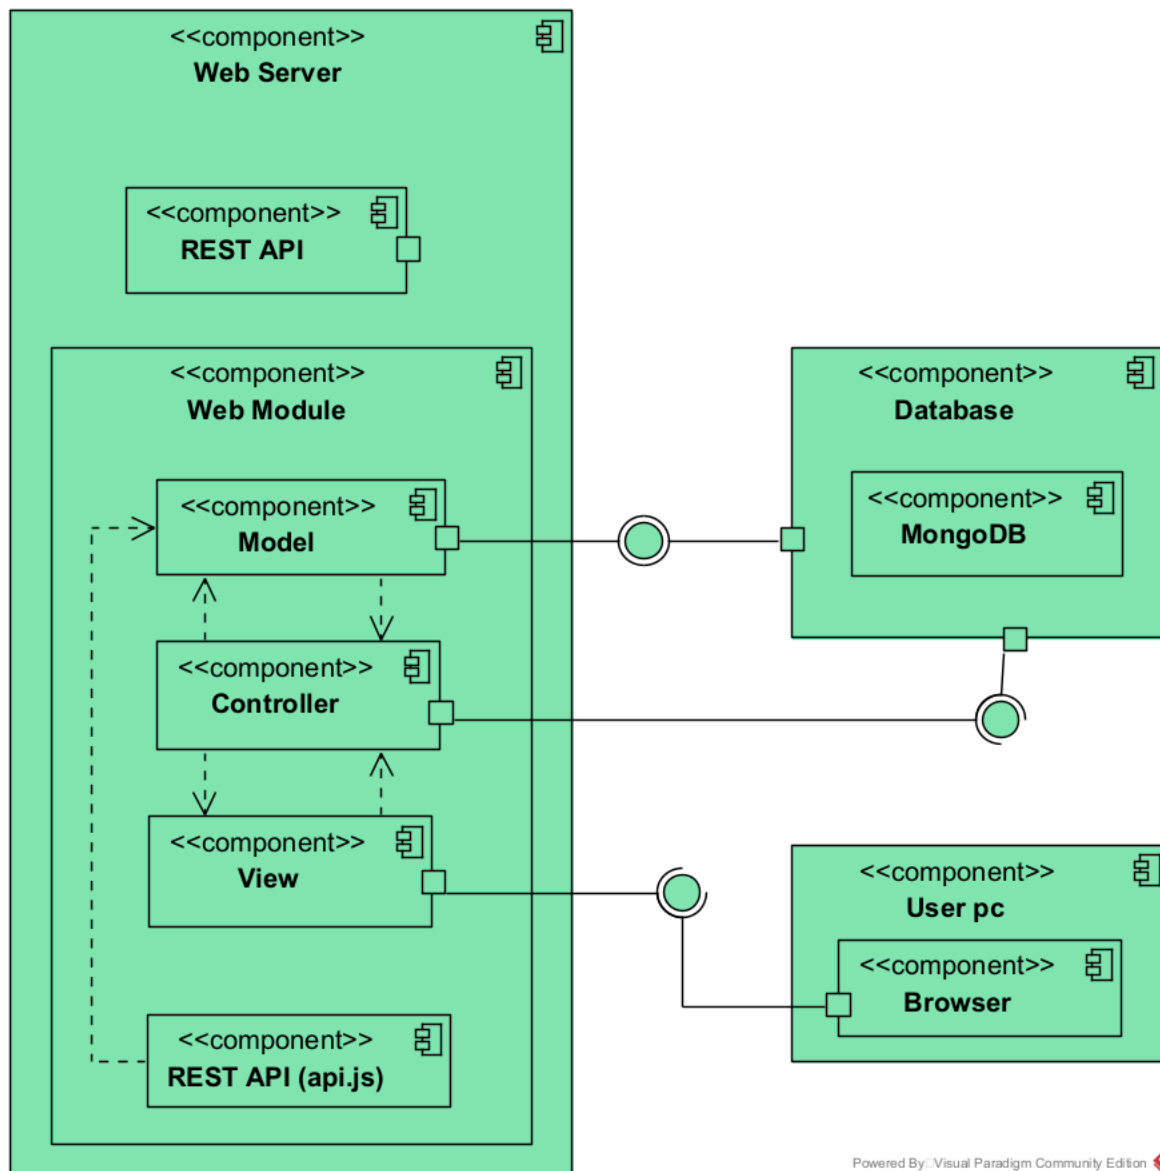 <<component>>
Web Server
<<component>>
REST API
<<component>>
Web Module
<<component>>
Model
<<component>>
Controller
<<component>>
View
<<component>>
REST API (api.js)
<<component>>
Database
<<component>>
MongoDB
<<component>>
User pc
<<component>>
Browser
Powered By Visual Paradigm Community Edition